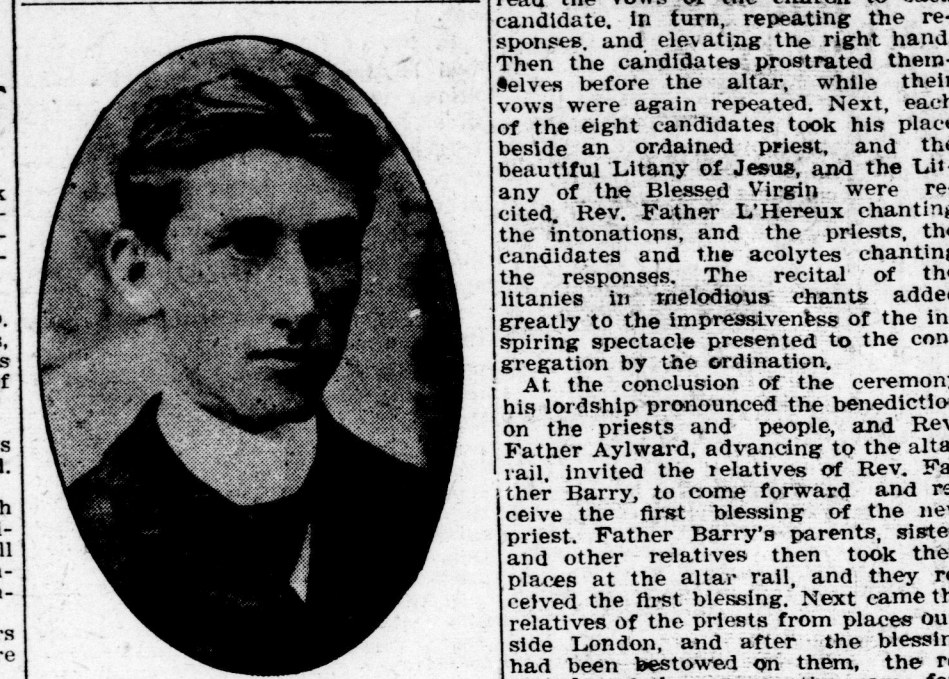 read the vows of the church to each
candidate, in turn, repeating the re-
sponses, and elevating the right hand.
Then the candidates prostrated them-
selves before the altar, while their
vows were again repeated. Next, each
of the eight candidates took his place
beside an ordained priest, and the
beautiful Litany of Jesus, and the Lit-
any of the Blessed Virgin were re-
cited, Rev. Father L'Hereux chanting
the intonations, and the priests, the
candidates and the acolytes chanting
the responses. The recital of the
litanies in melodious chants added
greatly to the impressiveness of the in-
spiring spectacle presented to the con-
gregation by the ordination.
At the conclusion of the ceremony
his lordship pronounced the benedictio
on the priests and people, and Rev
Father Aylward, advancing to the alta
rail, invited the relatives of Rev. Fa
ther Barry, to come forward and re
ceive the first blessing of the new
priest. Father Barry's parents, siste
and other relatives then took the
places at the altar rail, and they re
ceived the first blessing. Next came th
relatives of the priests from places ou
side London, and after the blessin
had been bestowed on them, the re